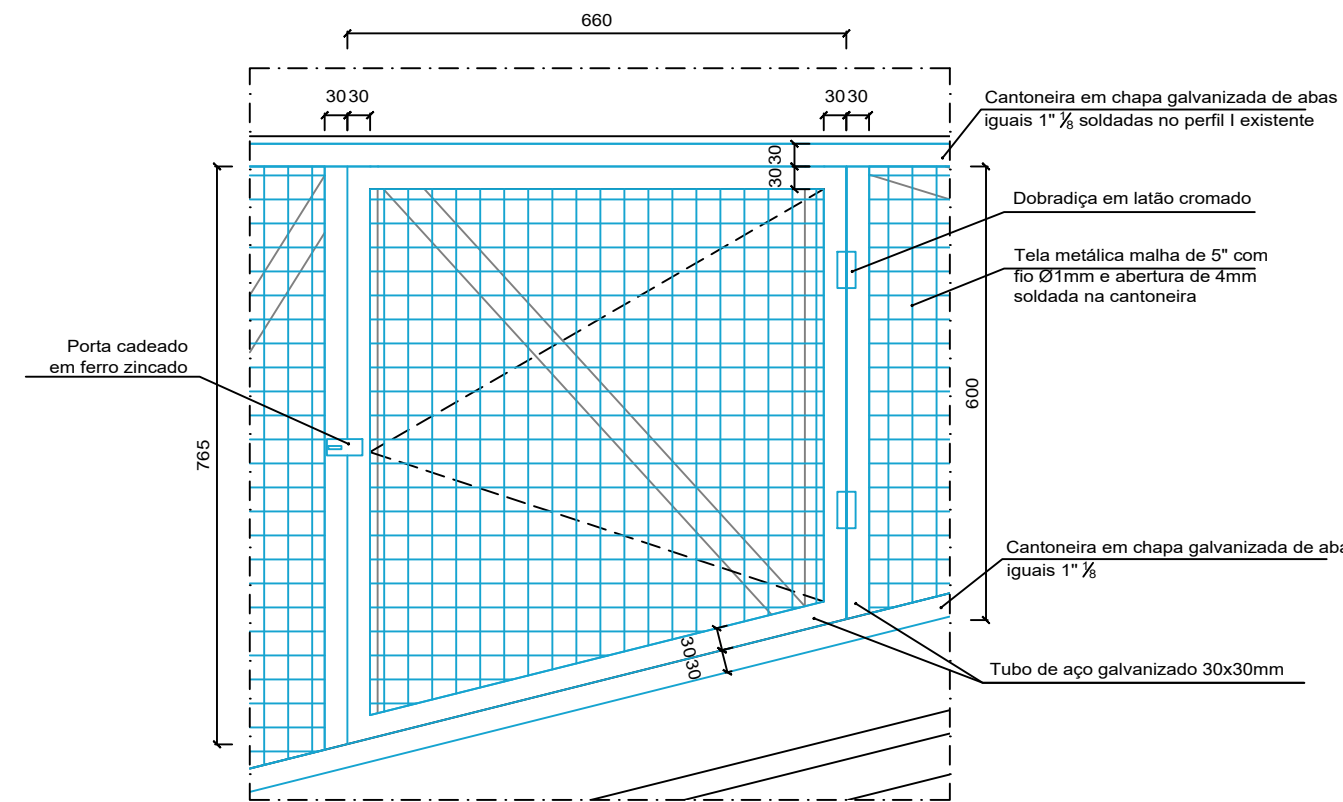 660
30 30
30 30
Cantoneira em chapa galvanizada de abas
iguais 1" ⅛ soldadas no perfil I existente
30
30
Dobradiça em latão cromado
Tela metálica malha de 5" com
fio Ø1mm e abertura de 4mm
soldada na cantoneira
Porta cadeado
em ferro zincado
765
600
Cantoneira em chapa galvanizada de aba
iguais 1" ⅛
30
30
Tubo de aço galvanizado 30x30mm